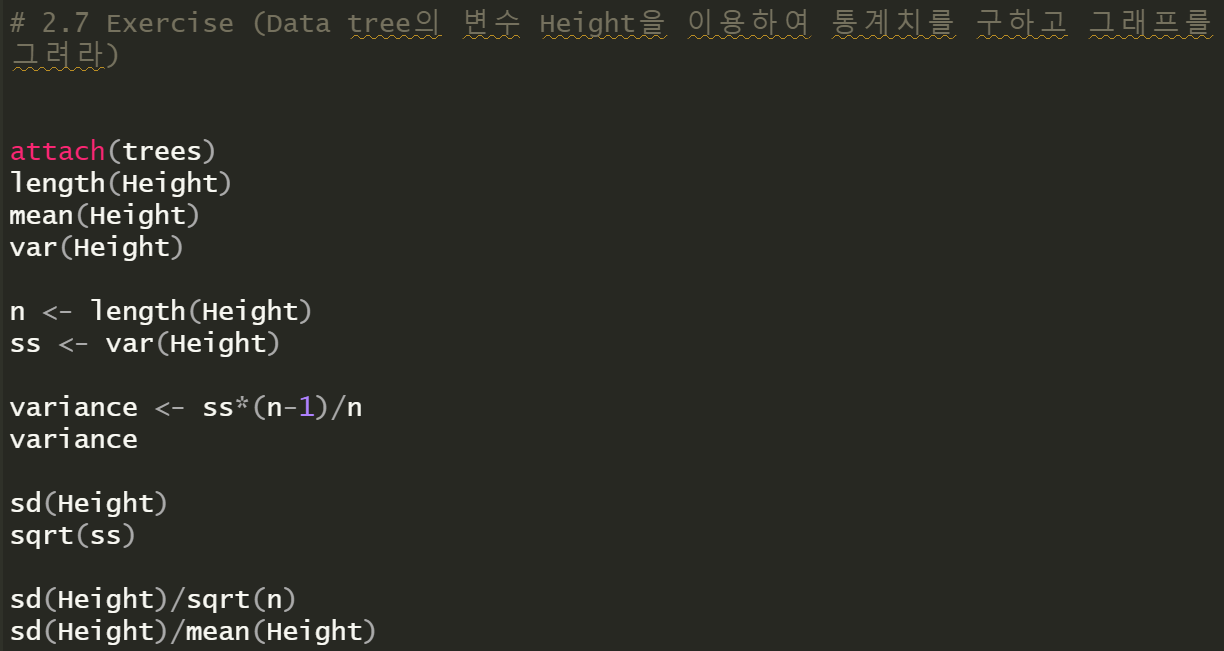 # 2.7 Exercise (Data tree의 변수 Height을 이용하여 통계치를 구하고 그래프를
그려라)
attach(trees)
length(Height)
mean(Height)
var(Height)
n <- length(Height)
ss <- var(Height)
variance <- ss*(n-1)/n
variance
sd(Height)
sqrt(ss)
sd(Height)/sqrt(n)
sd(Height)/mean(Height)